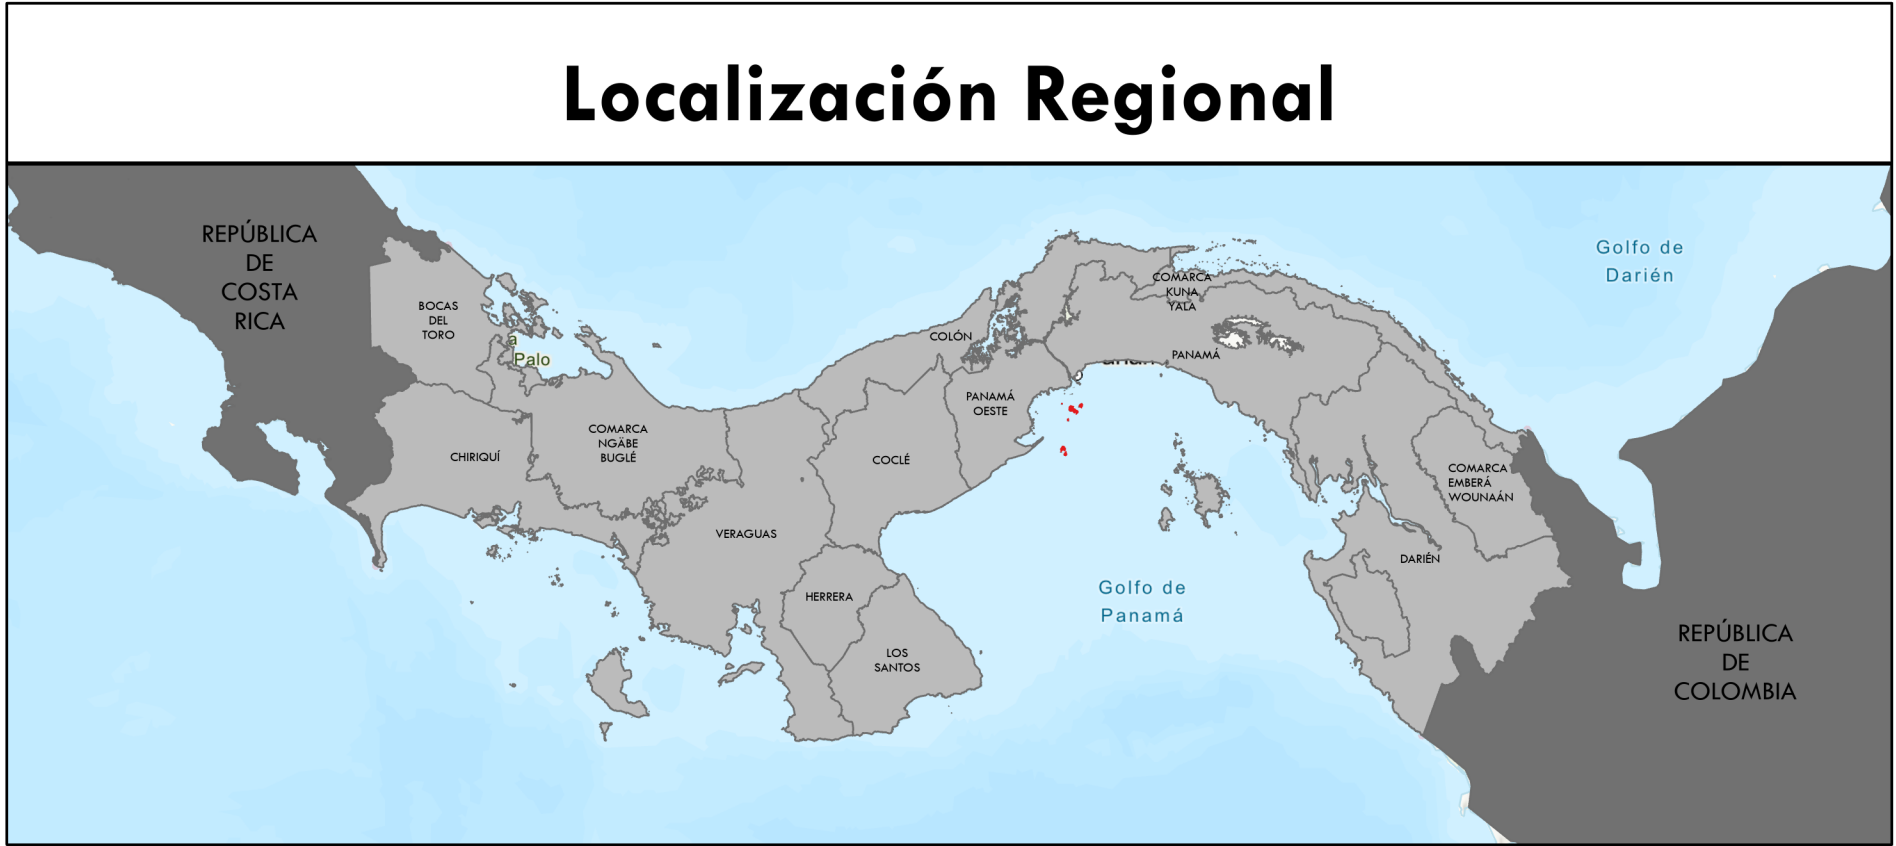 Localización Regional
REPÚBLICA
DE
COSTA
RICA
BOCAS
DEL
TORO
a
Palo
CHIRIQUÍ
COMARCA
NGÄBE
BUGLÉ
VERAGUAS
HERRERA
LOS
SANTOS
COCLÉ
COLÓN
PANAMÁ
OESTE
COMARCA
KUNA
YALA
PANAMÁ
COMARCA
EMBERÁ
WOUNAÁN
DARIÉN
Golfo de
Panamá
Golfo de
Darién
REPÚBLICA
DE
COLOMBIA